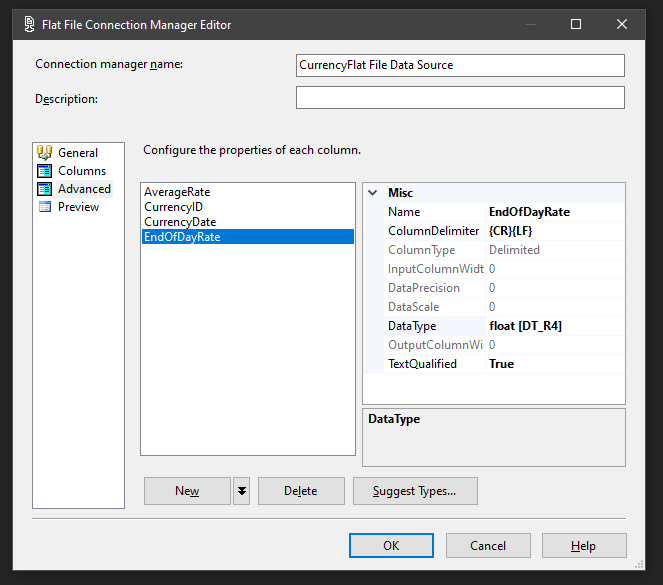 Flat File Connection Manager Editor
Connection manager name:
CurrencyFlat File Data Source
Description:
General
Columns
Advanced
Preview
Configure the properties of each column.
AverageRate
CurrencyID
CurrencyDate
EndOfDayRate
Misc
Name EndOfDayRate
ColumnDelimiter {CR}{LF}
ColumnType Delimited
InputColumnWidt 0
DataPrecision 0
DataScale 0
DataType float [DT_R4]
OutputColumnWi 0
TextQualified True
DataType
New
Delete
Suggest Types...
OK
Cancel
Help